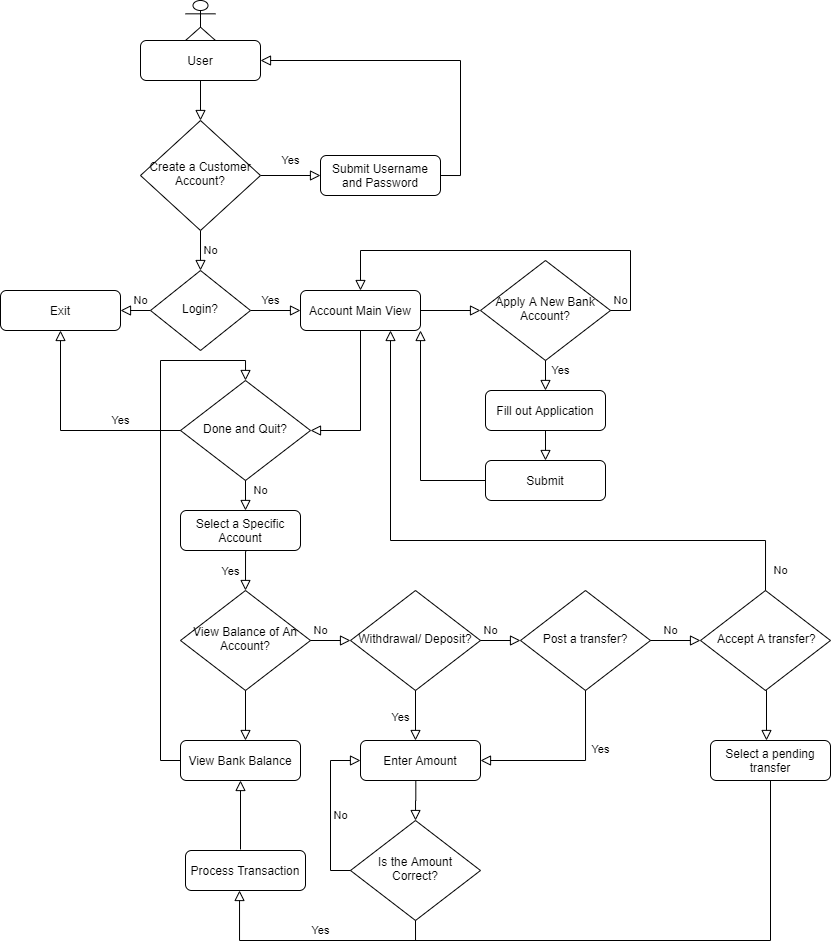 User
Create a Customer
Account?
Yes
Submit Username
and Password
No
Exit
No
Login?
Yes
Account Main View
Apply A New Bank
Account?
No
Yes
Fill out Application
Submit
Yes
Done and Quit?
No
Select a Specific
Account
Yes
View Balance of An
Account?
No
Withdrawal/ Deposit?
No
Post a transfer?
No
Accept A transfer?
No
Yes
Yes
View Bank Balance
Enter Amount
Select a pending
transfer
No
Is the Amount
Correct?
Process Transaction
Yes